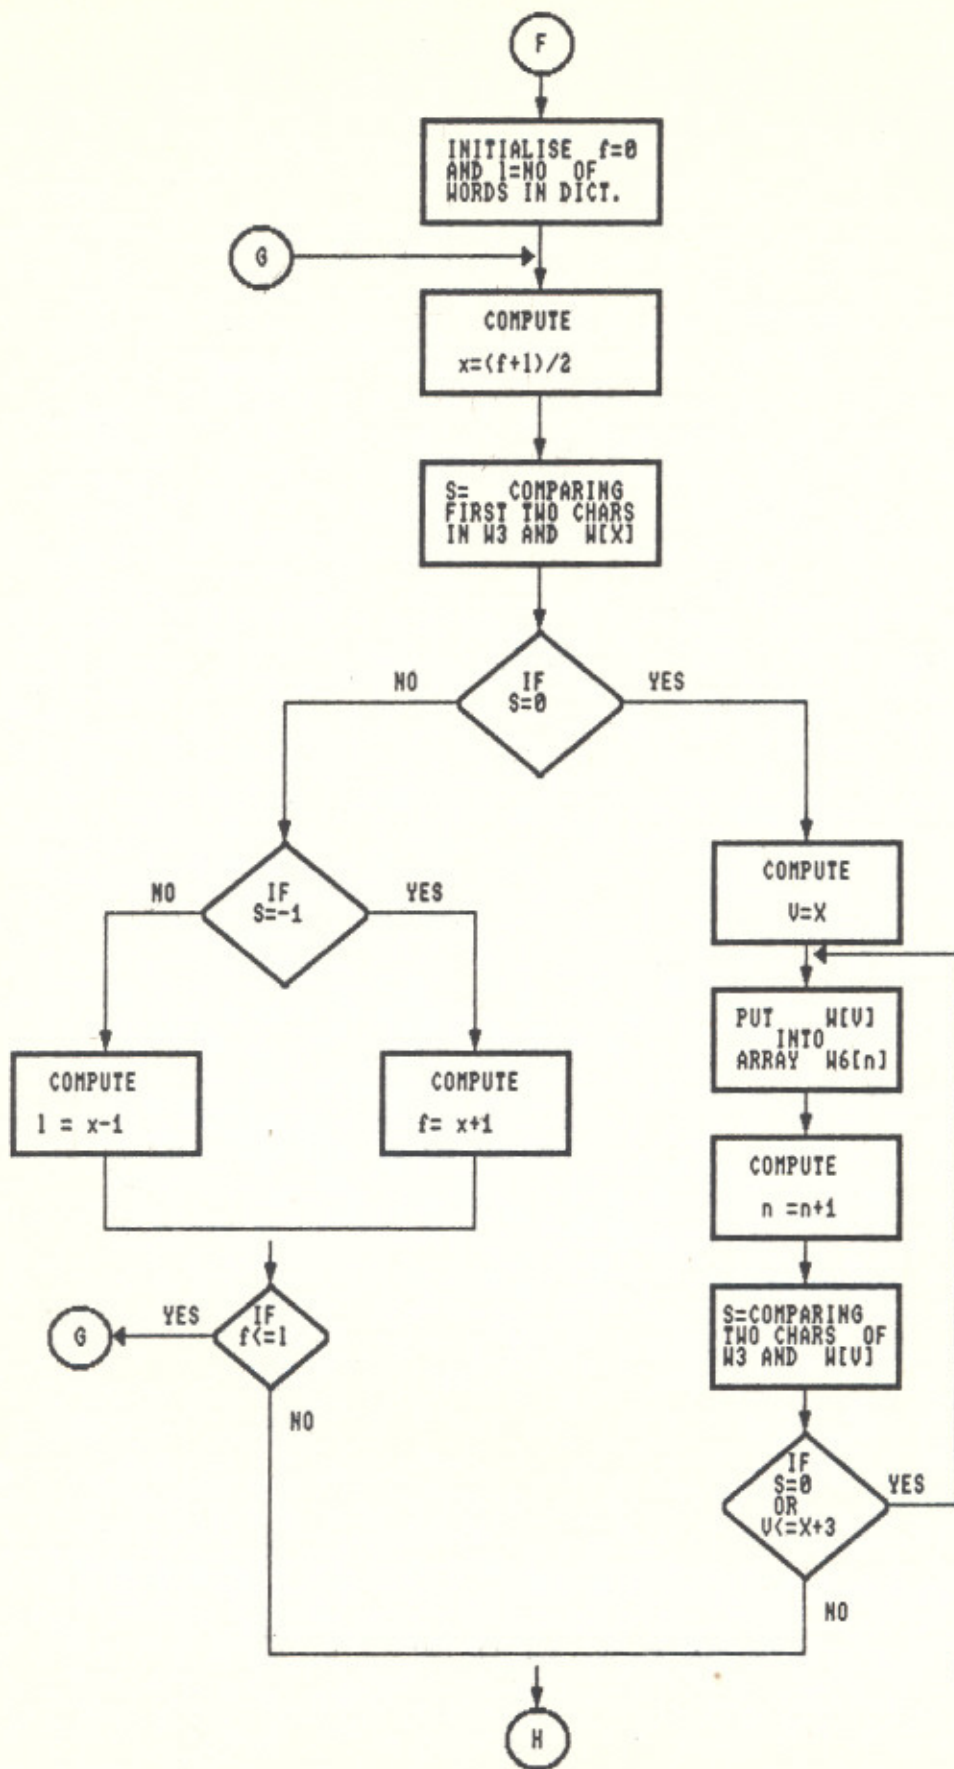 F
INITIALISE f=0
AND l=NO OF
WORDS IN DICT.
G
COMPUTE
x=(f+l)/2
S= COMPARING
FIRST TWO CHARS
IN W3 AND W[X]
IF
S=0
NO
YES
IF
S=-1
NO
YES
COMPUTE
V=X
PUT W[V]
INTO
ARRAY W6[n]
COMPUTE
l = x-1
COMPUTE
f= x+1
COMPUTE
n =n+1
G
YES
IF
f<=l
NO
S=COMPARING
TWO CHARS OF
W3 AND W[V]
IF
S=0
OR
V<=X+3
YES
NO
H